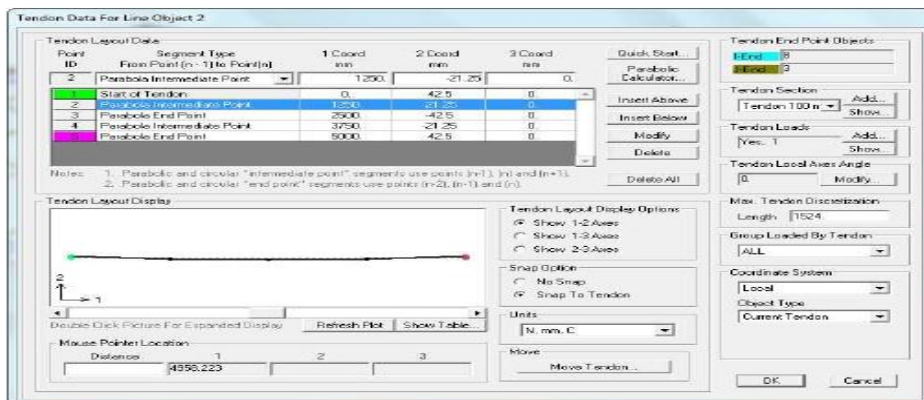 Tendon Data For Line Object 2
Tendon Layout Data
Point ID Segment Type From Point [n - 1] to Point[n] 1 Coord mm 2 Coord mm 3 Coord mm
2 Parabola Intermediate Point 1250. -21.25 0.
1 Start of Tendon 0. 42.5 0.
2 Parabola Intermediate Point 1250. -21.25 0.
3 Parabola End Point 2500. -42.5 0.
4 Parabola Intermediate Point 3750. -21.25 0.
5 Parabola End Point 5000. 42.5 0.
Notes: 1. Parabolic and circular "intermediate point" segments use points (n-1), (n) and (n+1).
2. Parabolic and circular "end point" segments use points (n-2), (n-1) and (n).
Quick Start...
Parabolic Calculator...
Insert Above
Insert Below
Modify
Delete
Delete All
Tendon Layout Display
2
1
Double Click Picture For Expanded Display
Refresh Plot
Show Table...
Mouse Pointer Location
Distance 1 2 3
4958.223
Tendon Layout Display Options
Show 1-2 Axes
Show 1-3 Axes
Show 2-3 Axes
Snap Option
No Snap
Snap To Tendon
Units
N, mm, C
Move
Move Tendon...
Tendon End Point Objects
I-End 8
J-End 3
Tendon Section
Tendon 100 m
Add...
Show...
Tendon Loads
Yes.. 1
Add...
Show...
Tendon Local Axes Angle
0.
Modify...
Max. Tendon Discretization
Length 1524.
Group Loaded By Tendon
ALL
Coordinate System
Local
Object Type
Current Tendon
OK
Cancel